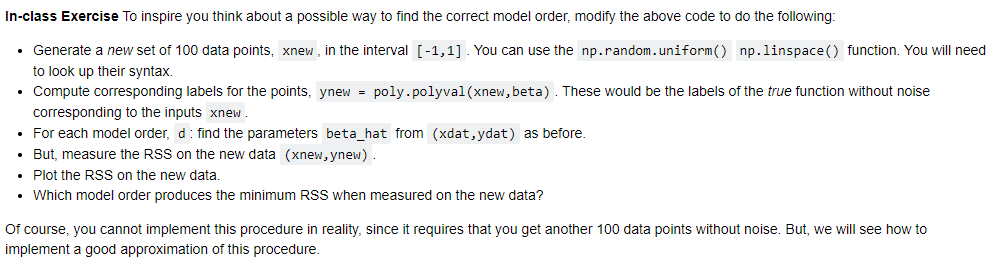 In-class Exercise To inspire you think about a possible way to find the correct model order, modify the above code to do the following:
• Generate a new set of 100 data points, xnew , in the interval [-1,1] . You can use the np.random.uniform() np.linspace() function. You will need
to look up their syntax.
• Compute corresponding labels for the points, ynew = poly.polyval(xnew,beta) . These would be the labels of the true function without noise
corresponding to the inputs xnew .
• For each model order, d : find the parameters beta_hat from (xdat,ydat) as before.
• But, measure the RSS on the new data (xnew,ynew) .
• Plot the RSS on the new data.
• Which model order produces the minimum RSS when measured on the new data?
Of course, you cannot implement this procedure in reality, since it requires that you get another 100 data points without noise. But, we will see how to
implement a good approximation of this procedure.